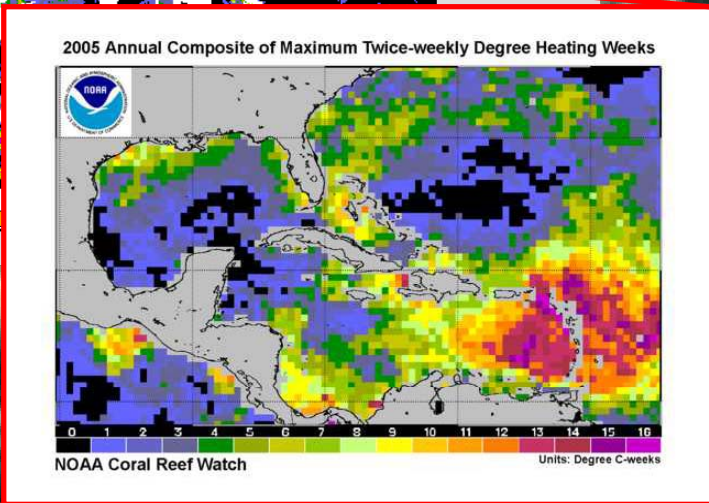 2005 Annual Composite of Maximum Twice-weekly Degree Heating Weeks
NOAA
0 1 2 3 4 5 6 7 8 9 10 11 12 13 14 15 16
NOAA Coral Reef Watch
Units: Degree C-weeks